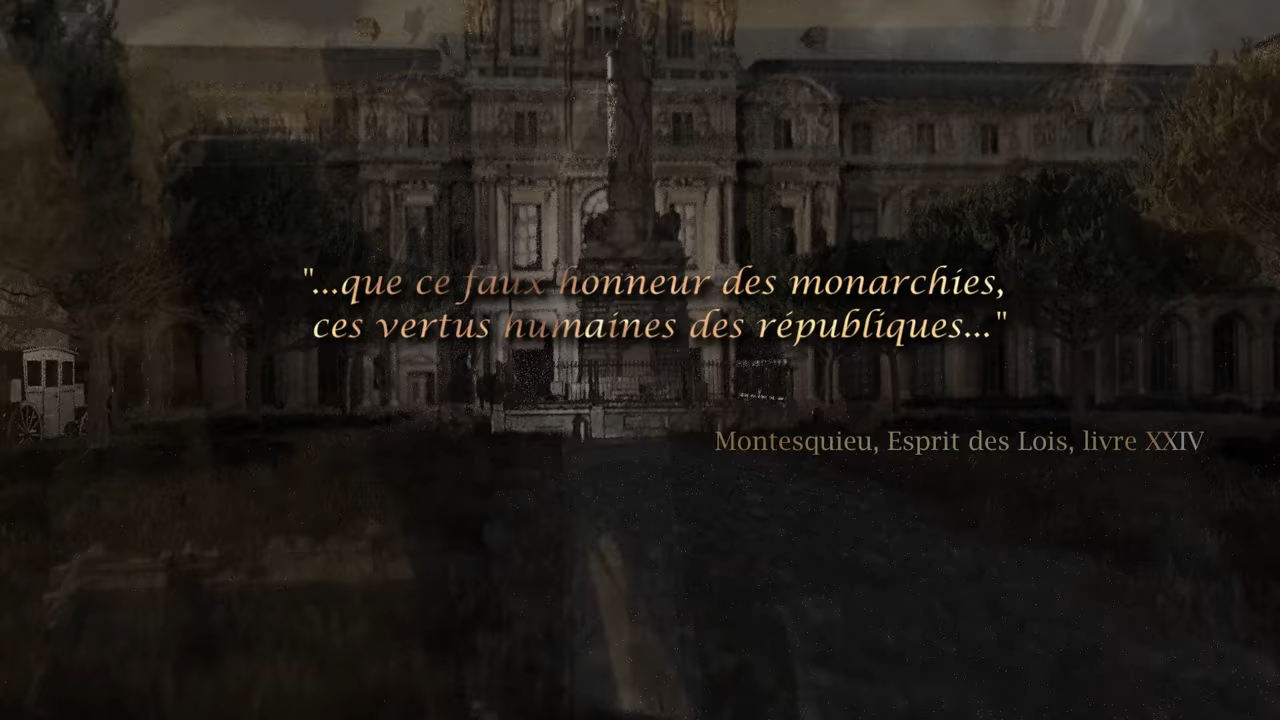 "...que ce faux honneur des monarchies,
ces vertus humaines des républiques..."
Montesquieu, Esprit des Lois, livre XXIV